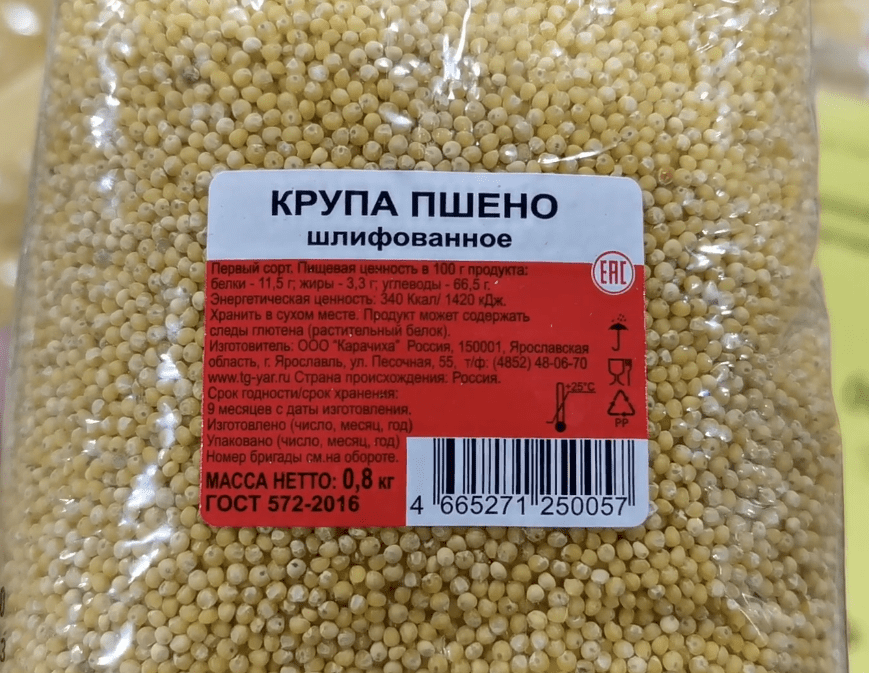 КРУПА ПШЕНО
шлифованное
Первый сорт. Пищевая ценность в 100 г продукта:
белки - 11,5 г; жиры - 3,3 г; углеводы - 66,5 г.
Энергетическая ценность: 340 Ккал/ 1420 кДж.
Хранить в сухом месте. Продукт может содержать
следы глютена (растительный белок).
Изготовитель: ООО "Карачиха" Россия, 150001, Ярославская
область, г. Ярославль, ул. Песочная, 55, т/ф: (4852) 48-06-70
www.tg-yar.ru Страна происхождения: Россия.
Срок годности/срок хранения:
9 месяцев с даты изготовления.
Изготовлено (число, месяц, год)
Упаковано (число, месяц, год)
Номер бригады см.на обороте.
МАССА НЕТТО: 0,8 кг
ГОСТ 572-2016
ЕАС
+25°C
PP
4 665271 250057